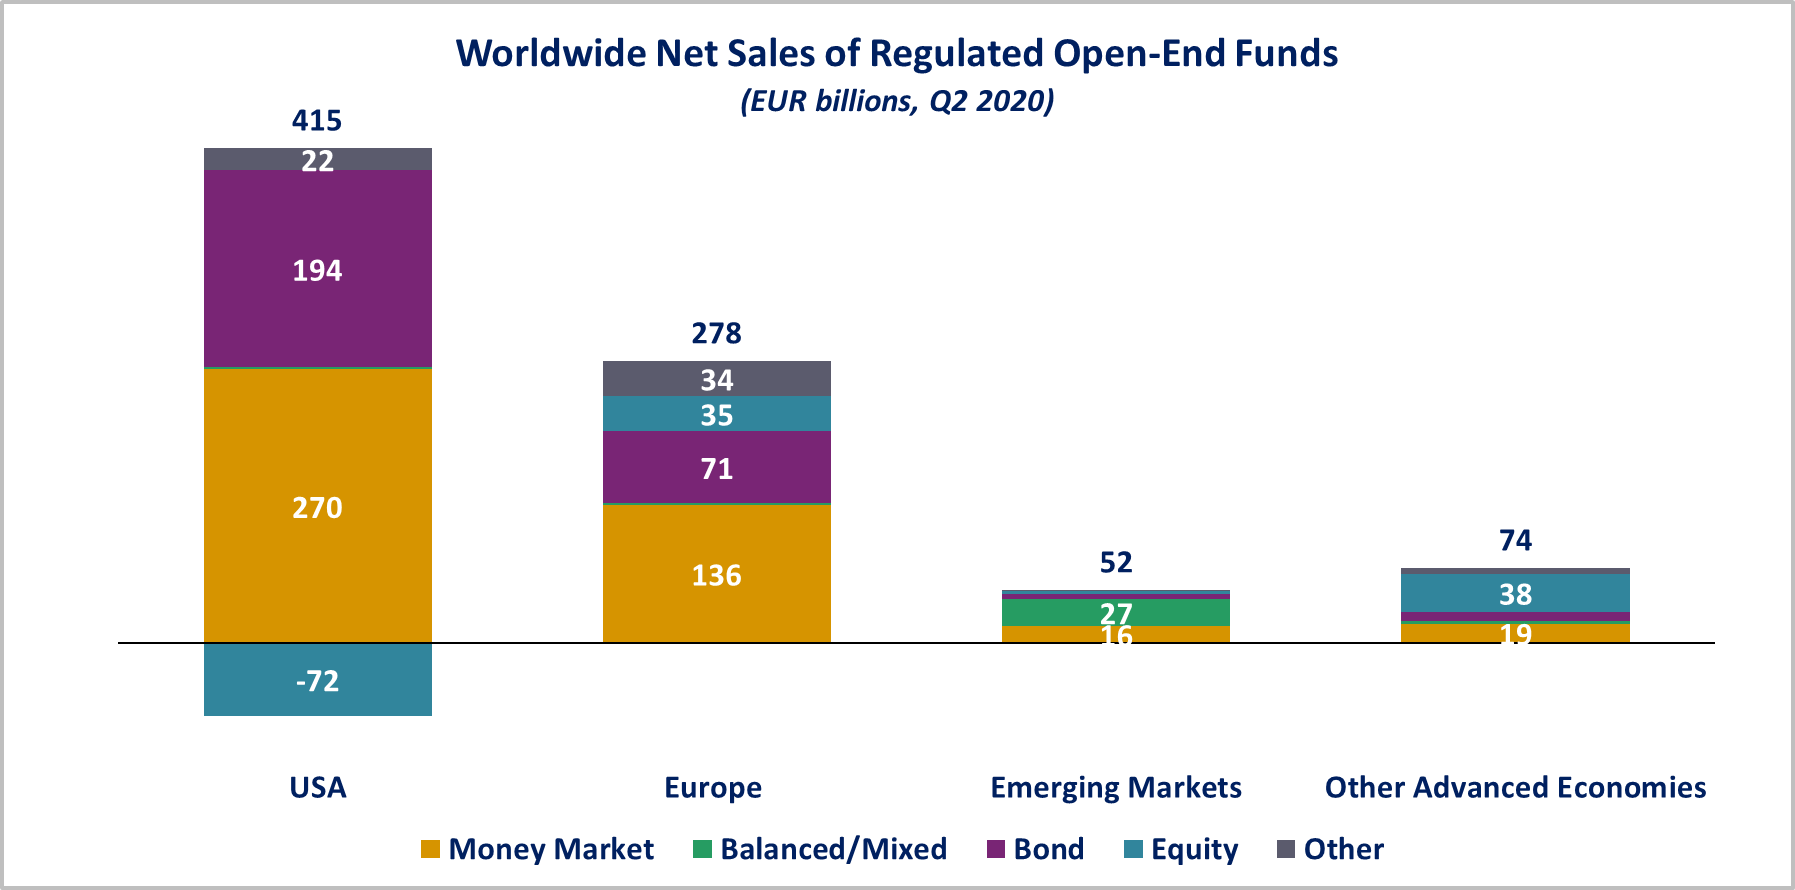 Worldwide Net Sales of Regulated Open-End Funds
(EUR billions, Q2 2020)
415
22
194
270
-72
278
34
35
71
136
52
27
16
74
38
19
USA
Europe
Emerging Markets
Other Advanced Economies
Money Market
Balanced/Mixed
Bond
Equity
Other